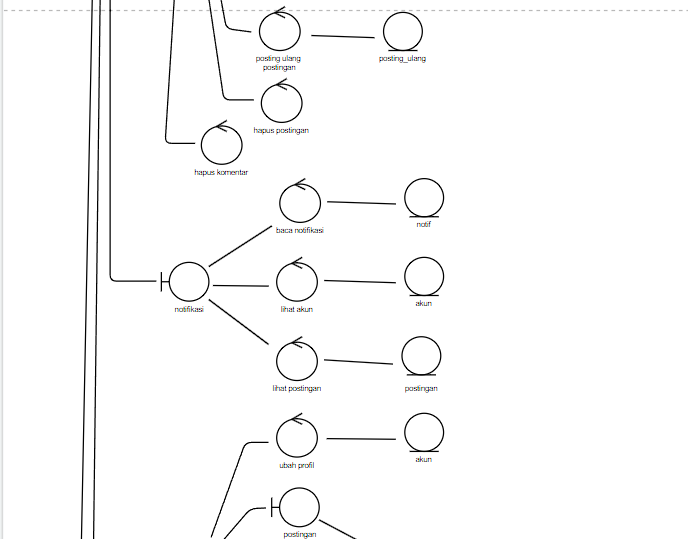 posting ulang
postingan
posting_ulang
hapus postingan
hapus komentar
baca notifikasi
notif
notifikasi
lihat akun
akun
lihat postingan
postingan
ubah profil
akun
postingan